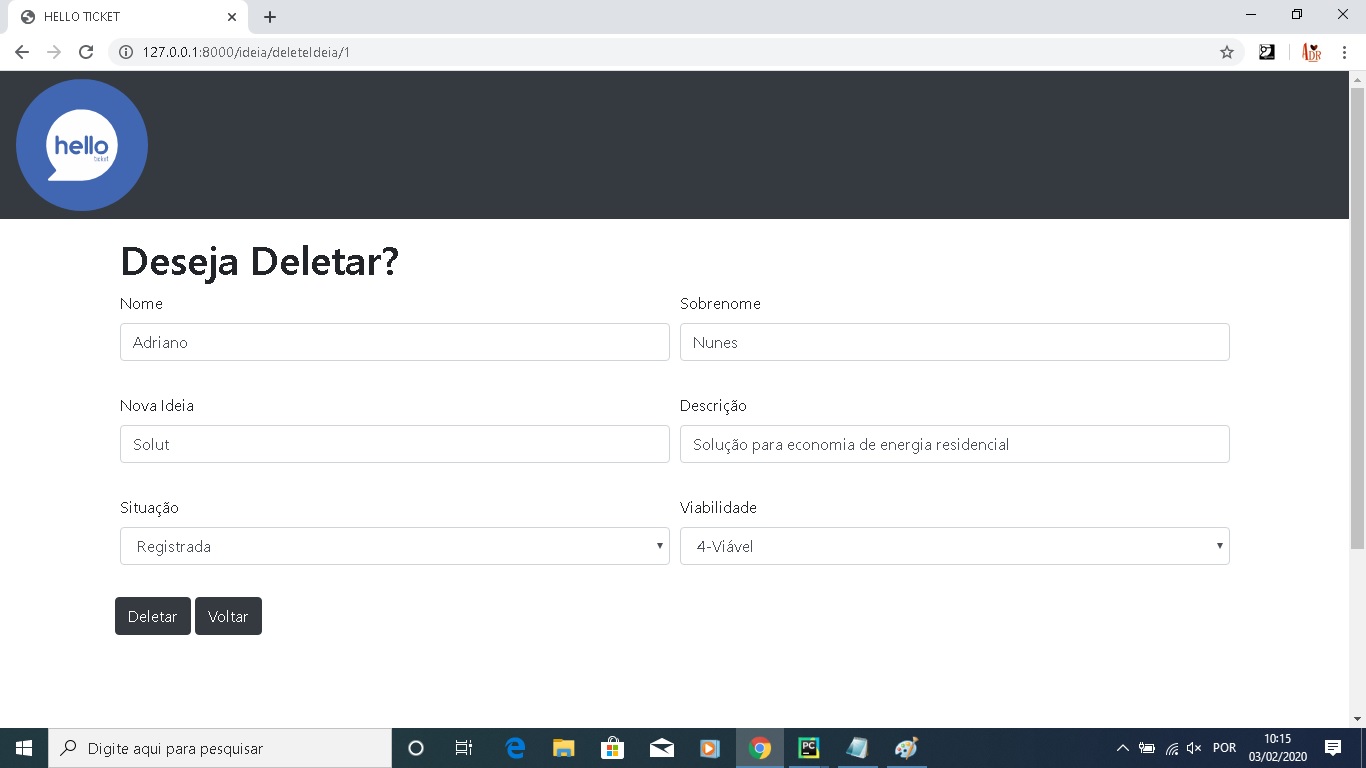 HELLO TICKET
127.0.0.1:8000/ideia/deleteIdeia/1
ADR
hello
ticket
Deseja Deletar?
Nome Sobrenome
Adriano Nunes
Nova Ideia Descrição
Solut Solução para economia de energia residencial
Situação Viabilidade
Registrada 4-Viável
Deletar Voltar
Digite aqui para pesquisar PC POR 10:15
03/02/2020